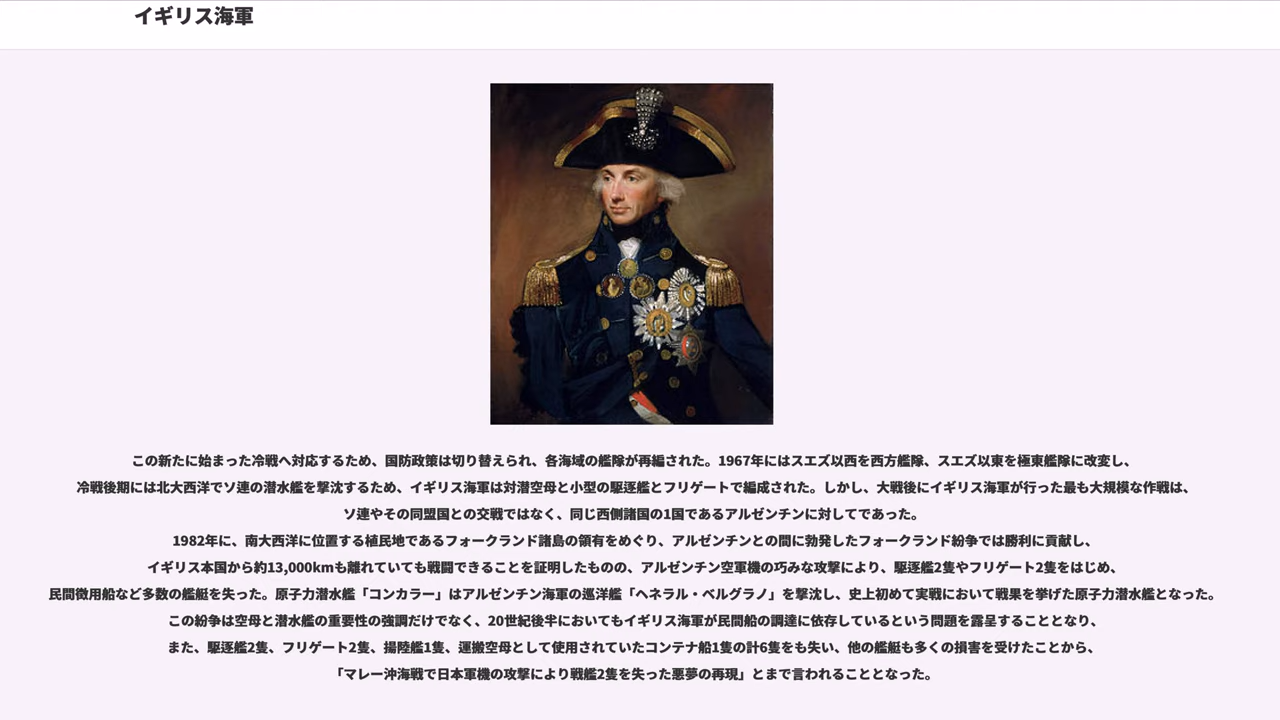 イギリス海軍
この新たに始まった冷戦へ対応するため、国防政策は切り替えられ、各海域の艦隊が再編された。1967年にはスエズ以西を西方艦隊、スエズ以東を極東艦隊に改変し、
冷戦後期には北大西洋でソ連の潜水艦を撃沈するため、イギリス海軍は対潜空母と小型の駆逐艦とフリゲートで編成された。しかし、大戦後にイギリス海軍が行った最も大規模な作戦は、
ソ連やその同盟国との交戦ではなく、同じ西側諸国の1国であるアルゼンチンに対してであった。
1982年に、南大西洋に位置する植民地であるフォークランド諸島の領有をめぐり、アルゼンチンとの間に勃発したフォークランド紛争では勝利に貢献し、
イギリス本国から約13,000kmも離れていても戦闘できることを証明したものの、アルゼンチン空軍機の巧みな攻撃により、駆逐艦2隻やフリゲート2隻をはじめ、
民間徴用船など多数の艦艇を失った。原子力潜水艦「コンカラー」はアルゼンチン海軍の巡洋艦「ヘネラル・ベルグラノ」を撃沈し、史上初めて実戦において戦果を挙げた原子力潜水艦となった。
この紛争は空母と潜水艦の重要性の強調だけでなく、20世紀後半においてもイギリス海軍が民間船の調達に依存しているという問題を露呈することとなり、
また、駆逐艦2隻、フリゲート2隻、揚陸艦1隻、運搬空母として使用されていたコンテナ船1隻の計6隻をも失い、他の艦艇も多くの損害を受けたことから、
「マレー沖海戦で日本軍機の攻撃により戦艦2隻を失った悪夢の再現」とまで言われることとなった。